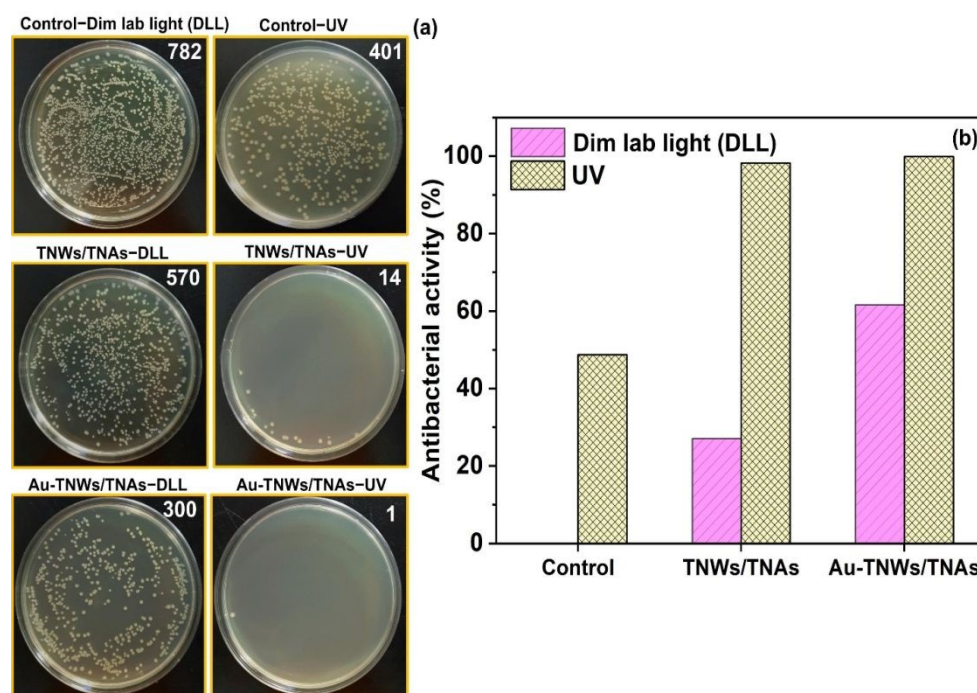 Control−Dim lab light (DLL)
Control−UV
(a)
782
401
TNWs/TNAs−DLL
TNWs/TNAs−UV
570
14
Au-TNWs/TNAs−DLL
Au-TNWs/TNAs−UV
300
1
(b)
Dim lab light (DLL)
UV
Antibacterial activity (%)
100
80
60
40
20
0
Control
TNWs/TNAs
Au-TNWs/TNAs